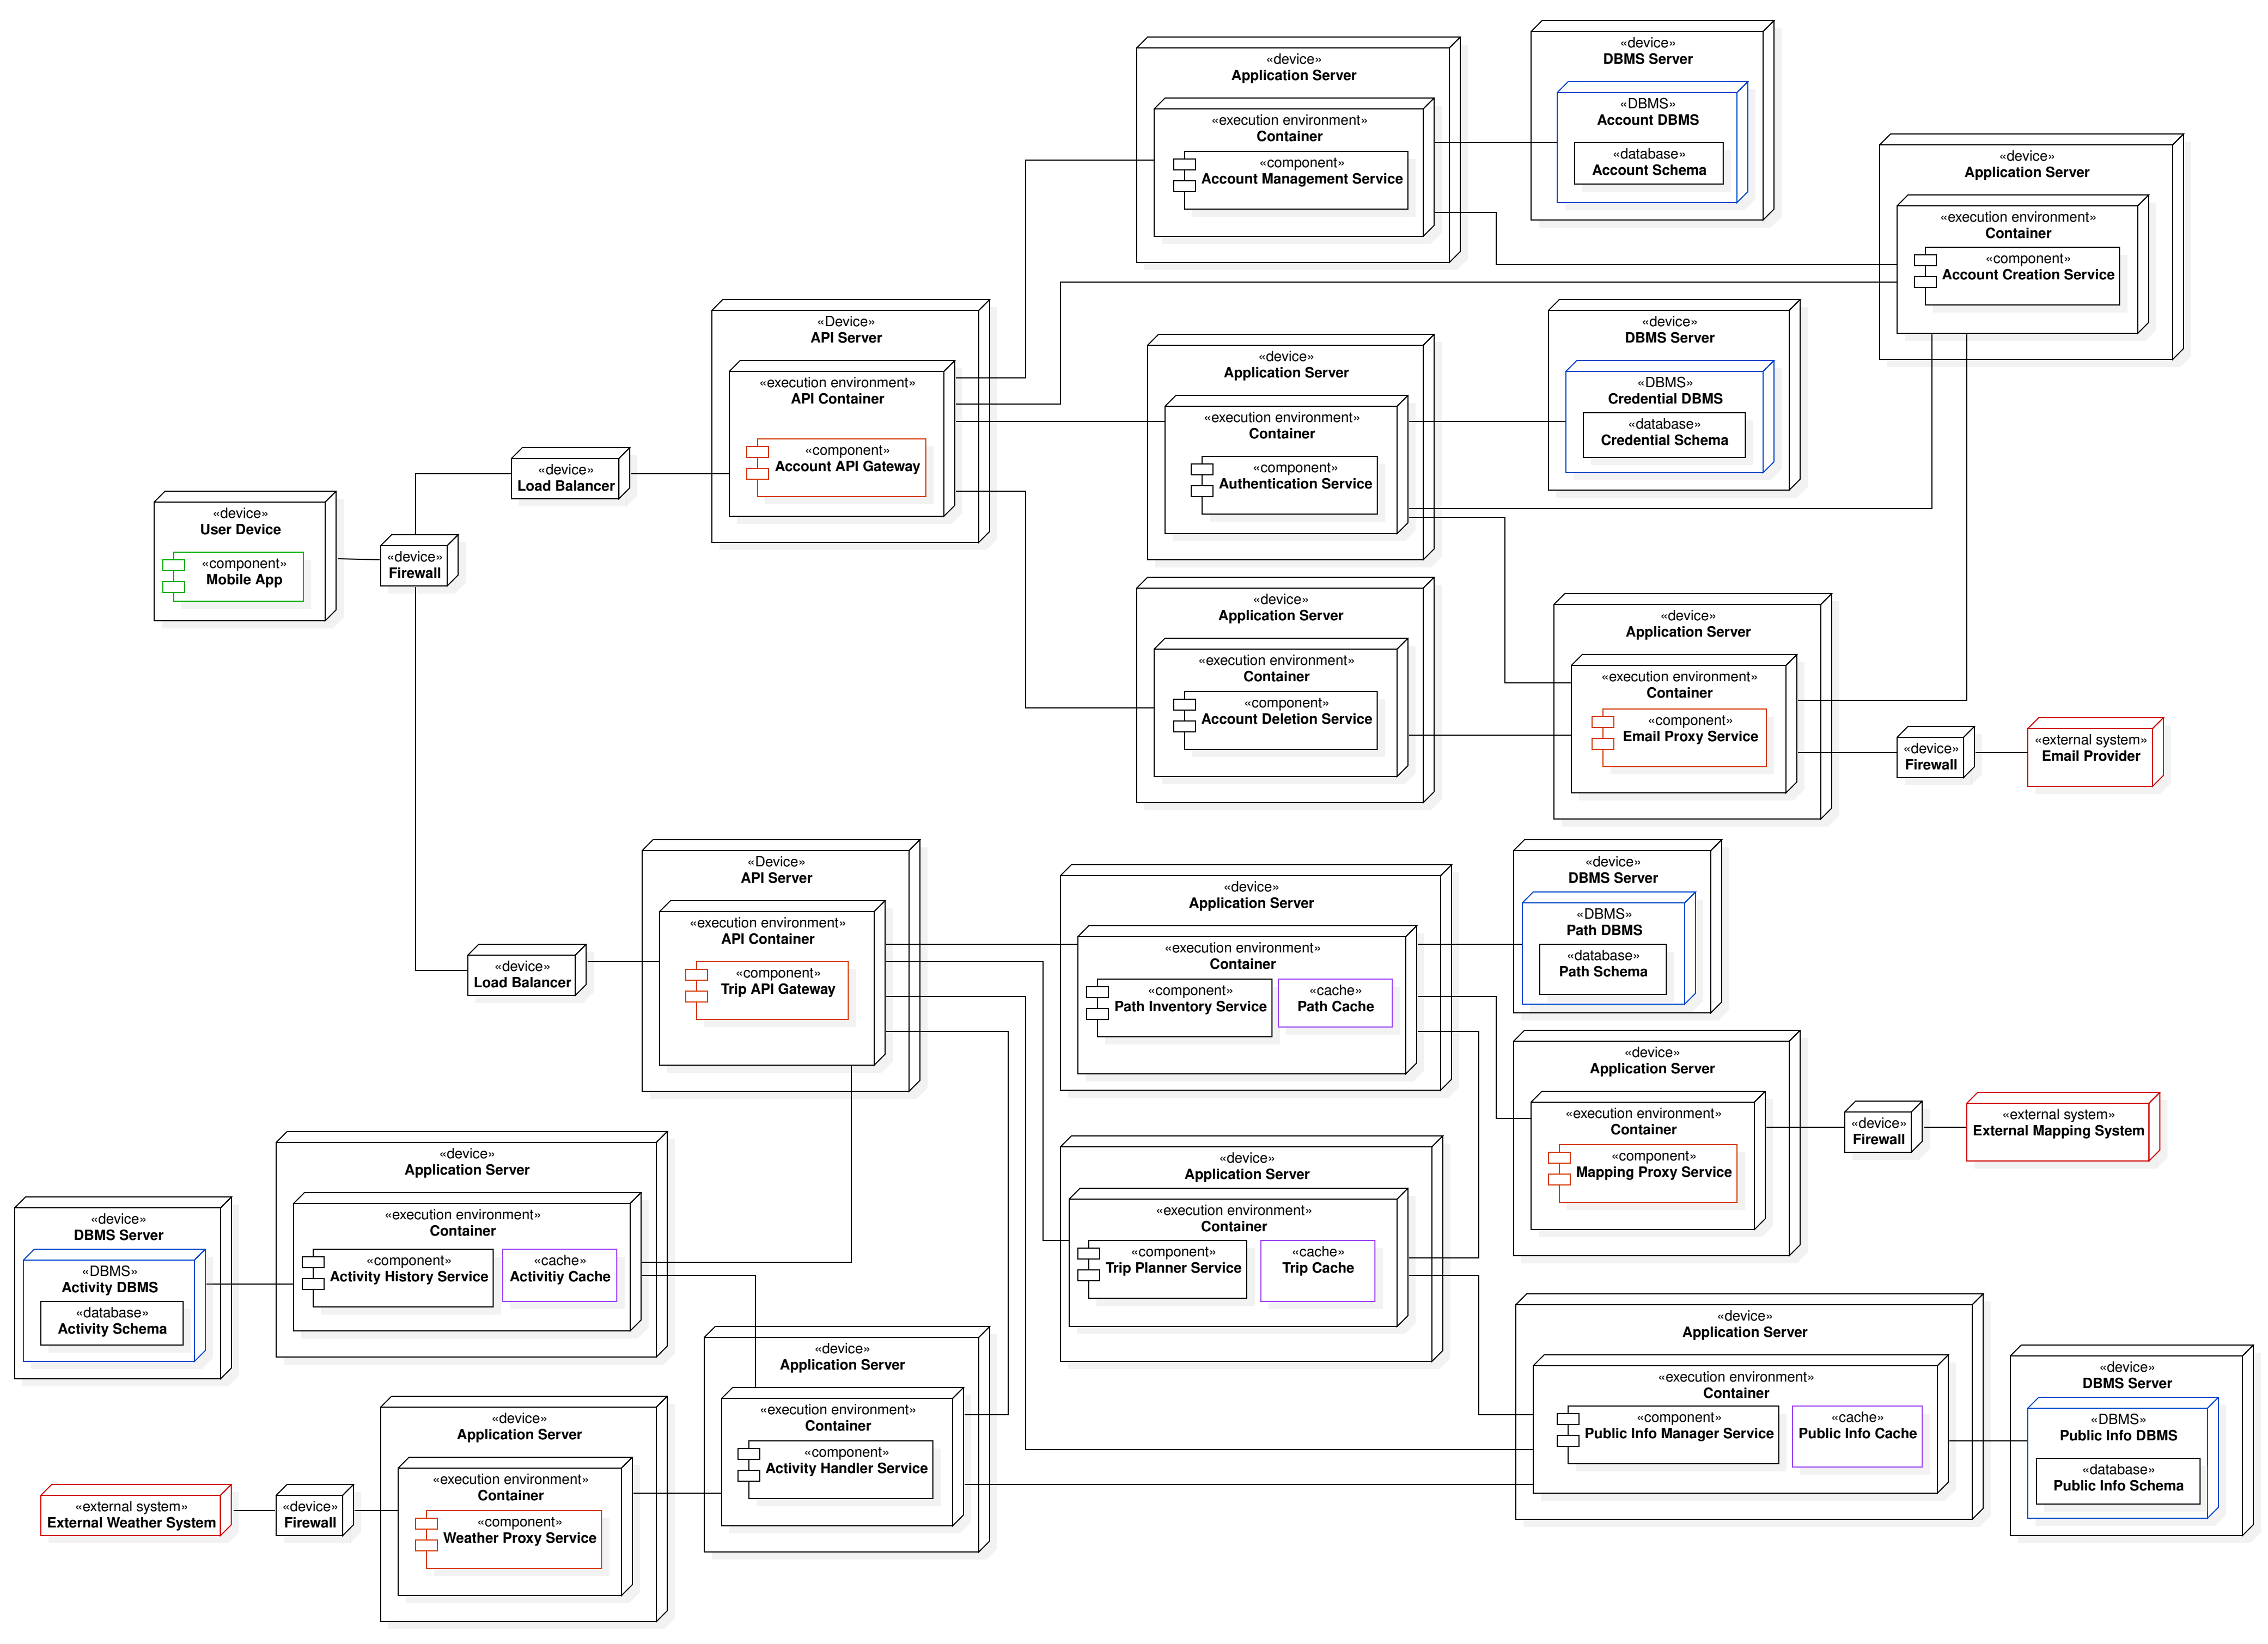 «device»
Application Server
«execution environment»
Container
«component»
Account Management Service
«device»
DBMS Server
«DBMS»
Account DBMS
«database»
Account Schema
«device»
Application Server
«execution environment»
Container
«component»
Account Creation Service
«Device»
API Server
«execution environment»
API Container
«component»
Account API Gateway
«device»
Application Server
«execution environment»
Container
«component»
Authentication Service
«device»
DBMS Server
«DBMS»
Credential DBMS
«database»
Credential Schema
«device»
Load Balancer
«device»
User Device
«component»
Mobile App
«device»
Firewall
«device»
Application Server
«execution environment»
Container
«component»
Account Deletion Service
«device»
Application Server
«execution environment»
Container
«component»
Email Proxy Service
«device»
Firewall
«external system»
Email Provider
«Device»
API Server
«execution environment»
API Container
«component»
Trip API Gateway
«device»
Load Balancer
«device»
Application Server
«execution environment»
Container
«component»
Path Inventory Service
«cache»
Path Cache
«device»
DBMS Server
«DBMS»
Path DBMS
«database»
Path Schema
«device»
Application Server
«execution environment»
Container
«component»
Mapping Proxy Service
«device»
Firewall
«external system»
External Mapping System
«device»
Application Server
«execution environment»
Container
«component»
Trip Planner Service
«cache»
Trip Cache
«device»
Application Server
«execution environment»
Container
«component»
Activity History Service
«cache»
Activitiy Cache
«device»
DBMS Server
«DBMS»
Activity DBMS
«database»
Activity Schema
«device»
Application Server
«execution environment»
Container
«component»
Activity Handler Service
«device»
Application Server
«execution environment»
Container
«component»
Public Info Manager Service
«cache»
Public Info Cache
«device»
DBMS Server
«DBMS»
Public Info DBMS
«database»
Public Info Schema
«device»
Application Server
«execution environment»
Container
«component»
Weather Proxy Service
«device»
Firewall
«external system»
External Weather System